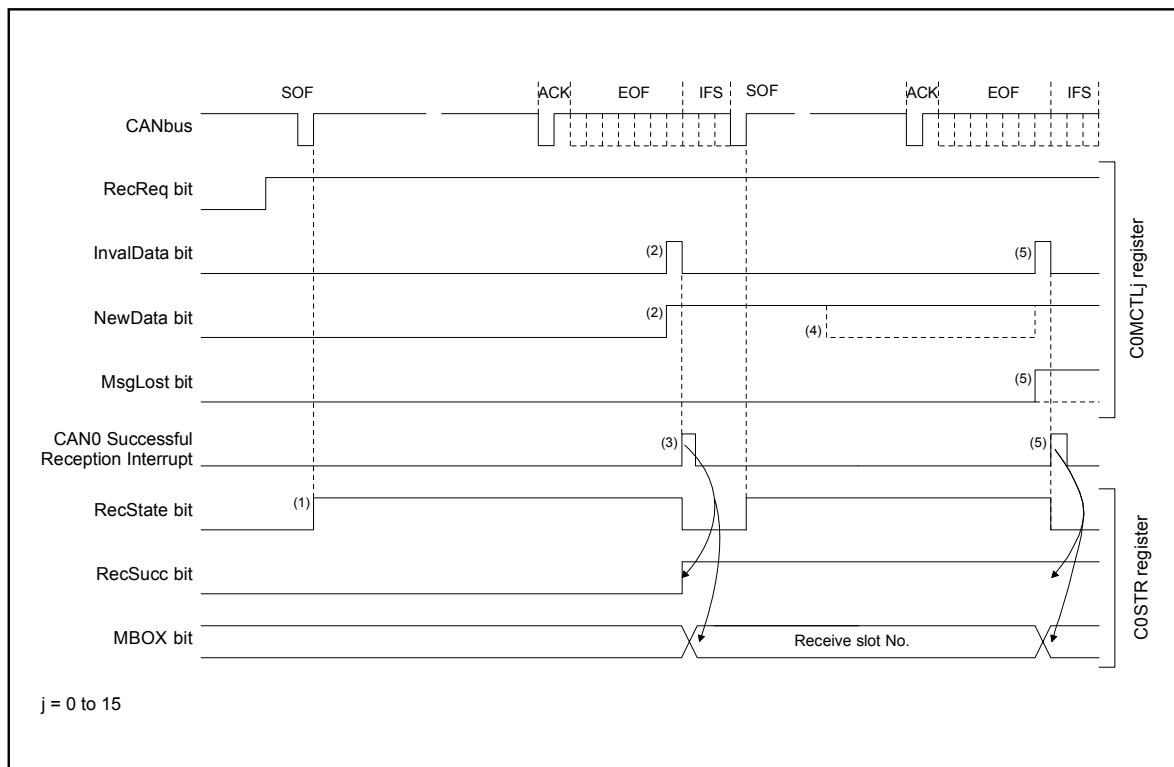 SOF ACK EOF IFS SOF ACK EOF IFS
CANbus
RecReq bit
InvalData bit (2) (5)
NewData bit (2) (4)
MsgLost bit (5)
CAN0 Successful
Reception Interrupt (3) (5)
RecState bit (1)
RecSucc bit
MBOX bit Receive slot No.
C0MCTLj register
C0STR register
j = 0 to 15